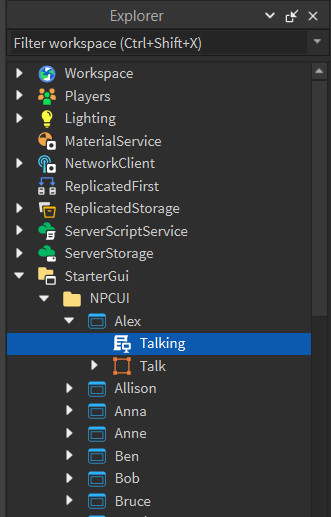 Explorer
Filter workspace (Ctrl+Shift+X)
Workspace
Players
Lighting
MaterialService
NetworkClient
ReplicatedFirst
ReplicatedStorage
ServerScriptService
ServerStorage
StarterGui
NPCUI
Alex
Talking
Talk
Allison
Anna
Anne
Ben
Bob
Bruce